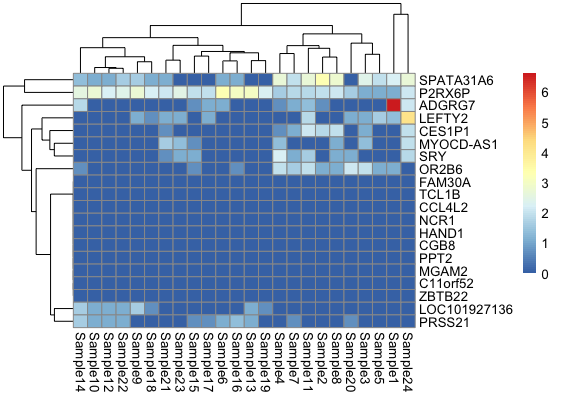 SPATA31A6
P2RX6P
ADGRG7
LEFTY2
CES1P1
MYOCD-AS1
SRY
OR2B6
FAM30A
TCL1B
CCL4L2
NCR1
HAND1
CGB8
PPT2
MGAM2
C11orf52
ZBTB22
LOC101927136
PRSS21
6
5
4
3
2
1
0
Sample14
Sample10
Sample12
Sample22
Sample9
Sample18
Sample21
Sample23
Sample15
Sample17
Sample6
Sample16
Sample13
Sample19
Sample4
Sample7
Sample11
Sample2
Sample8
Sample20
Sample3
Sample5
Sample1
Sample24